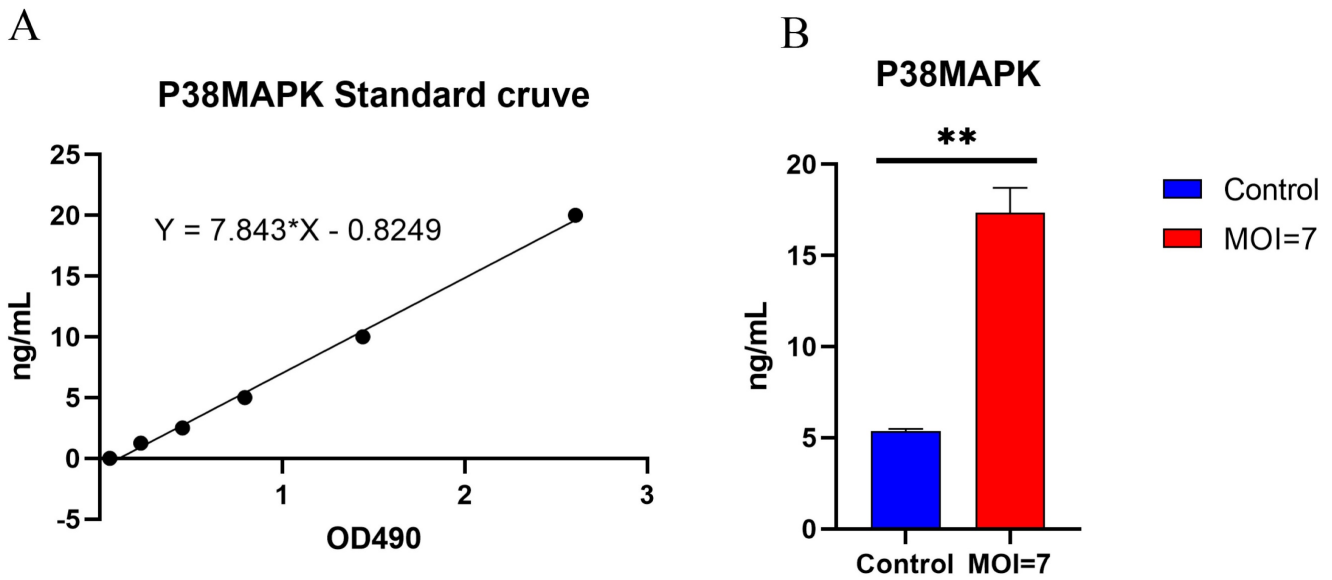 A
P38MAPK Standard cruve
25
20
15
10
5
0
-5
ng/mL
Y = 7.843*X - 0.8249
1
2
3
OD490
B
P38MAPK
**
20
15
10
5
0
ng/mL
Control MOI=7
Control
MOI=7